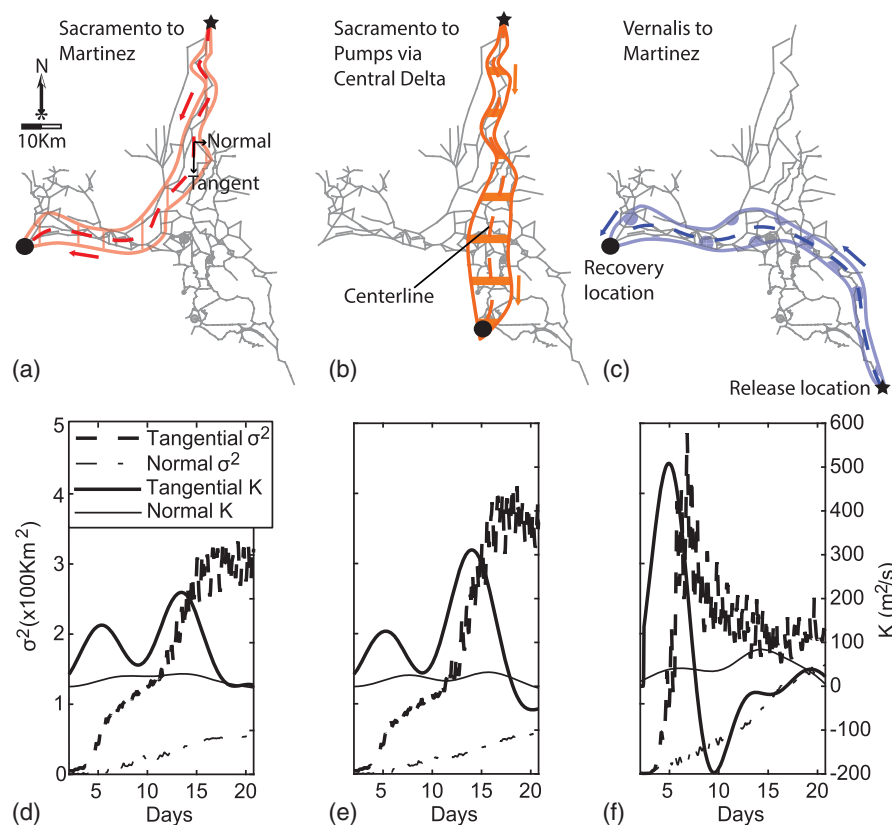 Sacramento to
Martinez
N
10Km
Normal
Tangent
(a)
Sacramento to
Pumps via
Central Delta
Centerline
(b)
Vernalis to
Martinez
Recovery
location
Release location
(c)
5
4
3
2
1
0
σ²(x100Km²)
Tangential σ²
Normal σ²
Tangential K
Normal K
5 10 15 20
Days
(d)
5 10 15 20
Days
(e)
600
500
400
300
200
100
0
-100
-200
K (m²/s)
5 10 15 20
Days
(f)